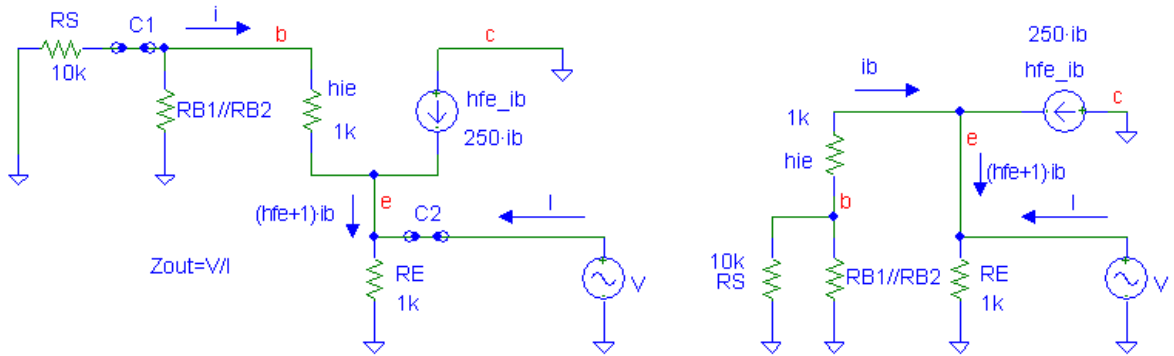 RS
C1
i
10k
b
c
RB1//RB2
hie
1k
hfe_ib
250·ib
(hfe+1)·ib
e
C2
I
Zout=V/I
RE
1k
V
250·ib
hfe_ib
ib
c
1k
hie
e
(hfe+1)·ib
b
I
10k
RS
RB1//RB2
RE
1k
V